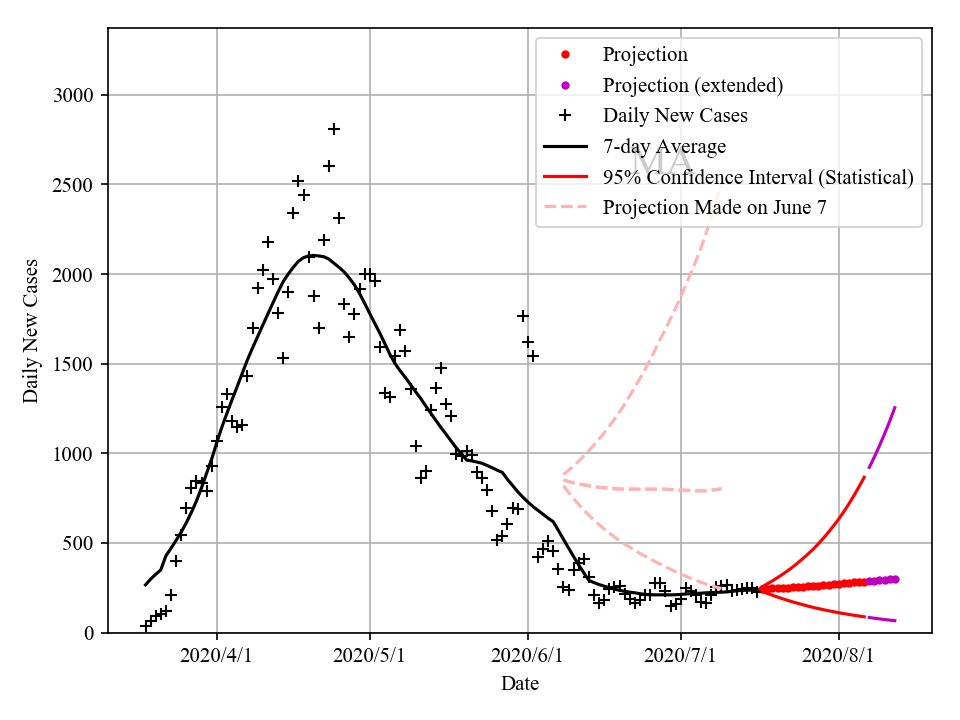 Projection
Projection (extended)
Daily New Cases
7-day Average
95% Confidence Interval (Statistical)
Projection Made on June 7
MA
3000
2500
2000
1500
1000
500
0
Daily New Cases
2020/4/1
2020/5/1
2020/6/1
2020/7/1
2020/8/1
Date